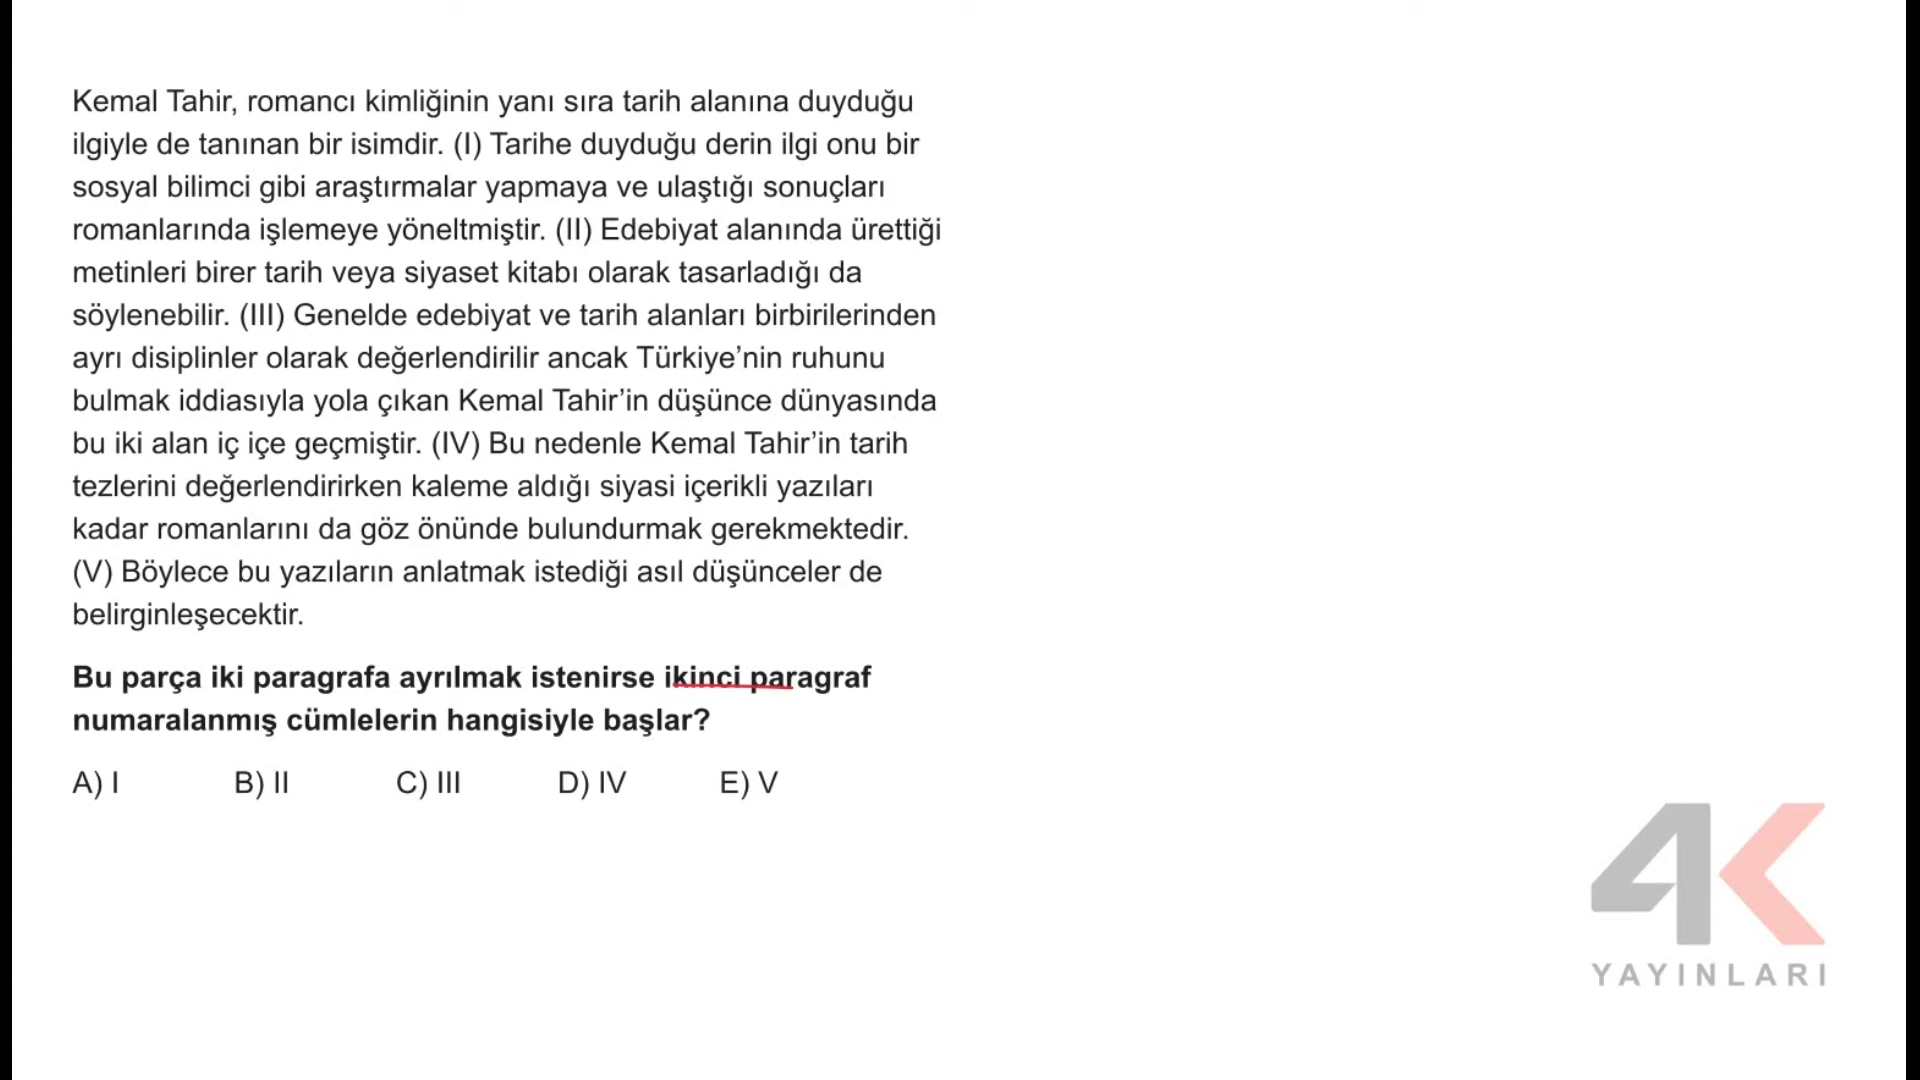 Kemal Tahir, romancı kimliğinin yanı sıra tarih alanına duyduğu
ilgiyle de tanınan bir isimdir. (I) Tarihe duyduğu derin ilgi onu bir
sosyal bilimci gibi araştırmalar yapmaya ve ulaştığı sonuçları
romanlarında işlemeye yöneltmiştir. (II) Edebiyat alanında ürettiği
metinleri birer tarih veya siyaset kitabı olarak tasarladığı da
söylenebilir. (III) Genelde edebiyat ve tarih alanları birbirilerinden
ayrı disiplinler olarak değerlendirilir ancak Türkiye’nin ruhunu
bulmak iddiasıyla yola çıkan Kemal Tahir’in düşünce dünyasında
bu iki alan iç içe geçmiştir. (IV) Bu nedenle Kemal Tahir’in tarih
tezlerini değerlendirirken kaleme aldığı siyasi içerikli yazıları
kadar romanlarını da göz önünde bulundurmak gerekmektedir.
(V) Böylece bu yazıların anlatmak istediği asıl düşünceler de
belirginleşecektir.
Bu parça iki paragrafa ayrılmak istenirse ikinci paragraf
numaralanmış cümlelerin hangisiyle başlar?
A) I B) II C) III D) IV E) V
4K
YAYINLARI